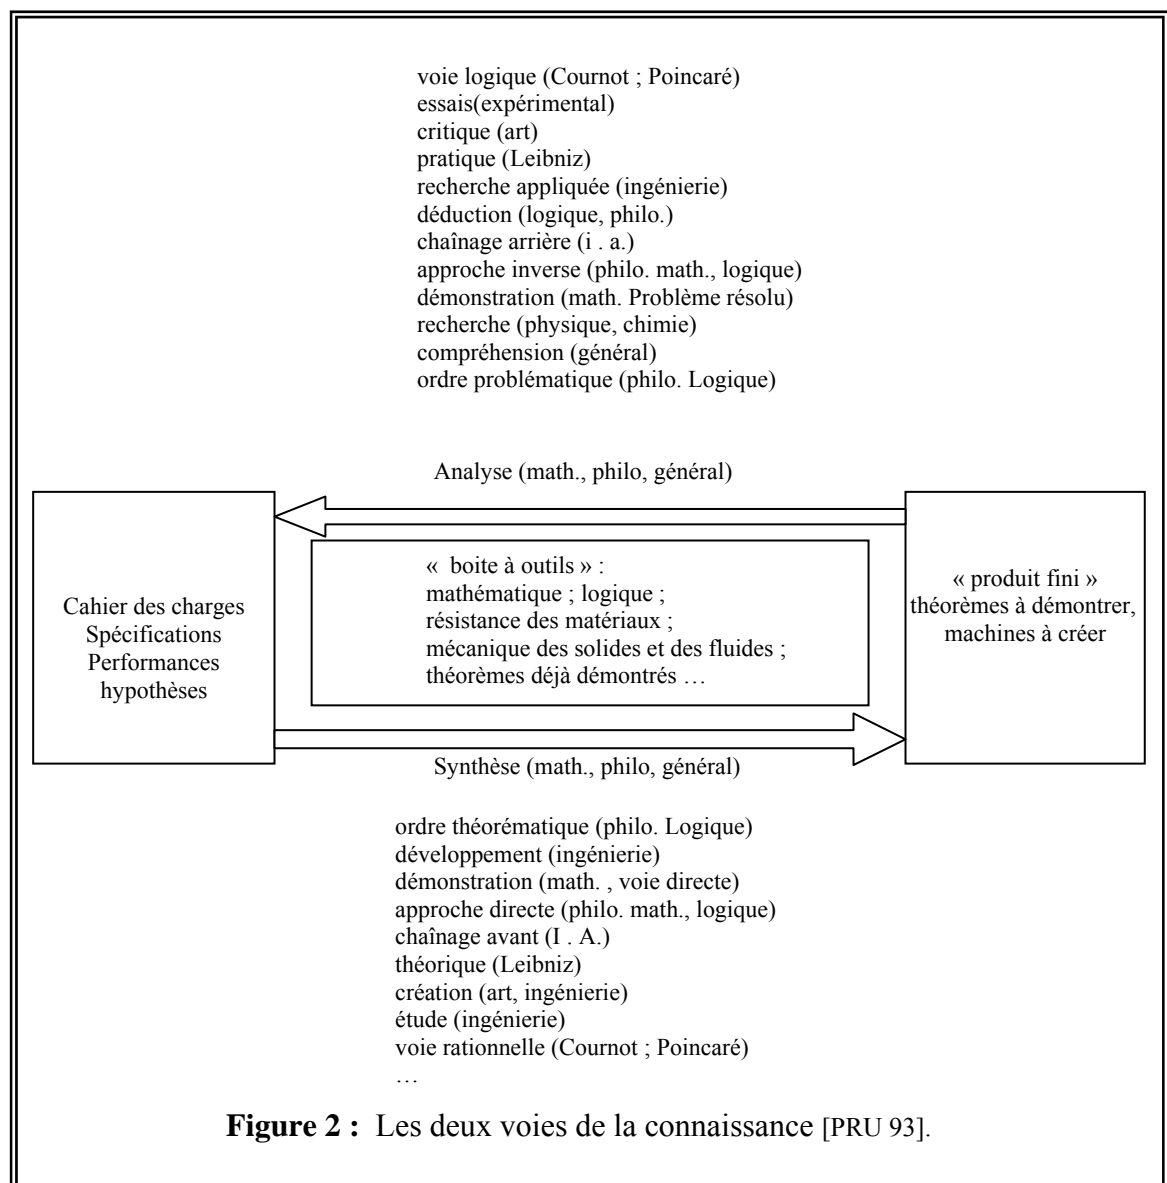 voie logique (Cournot ; Poincaré)
essais(expérimental)
critique (art)
pratique (Leibniz)
recherche appliquée (ingénierie)
déduction (logique, philo.)
chaînage arrière (i . a.)
approche inverse (philo. math., logique)
démonstration (math. Problème résolu)
recherche (physique, chimie)
compréhension (général)
ordre problématique (philo. Logique)
Analyse (math., philo, général)
Cahier des charges
Spécifications
Performances
hypothèses
« boite à outils » :
mathématique ; logique ;
résistance des matériaux ;
mécanique des solides et des fluides ;
théorèmes déjà démontrés …
« produit fini »
théorèmes à démontrer,
machines à créer
Synthèse (math., philo, général)
ordre théorématique (philo. Logique)
développement (ingénierie)
démonstration (math. , voie directe)
approche directe (philo. math., logique)
chaînage avant (I . A.)
théorique (Leibniz)
création (art, ingénierie)
étude (ingénierie)
voie rationnelle (Cournot ; Poincaré)
…
Figure 2 : Les deux voies de la connaissance [PRU 93].